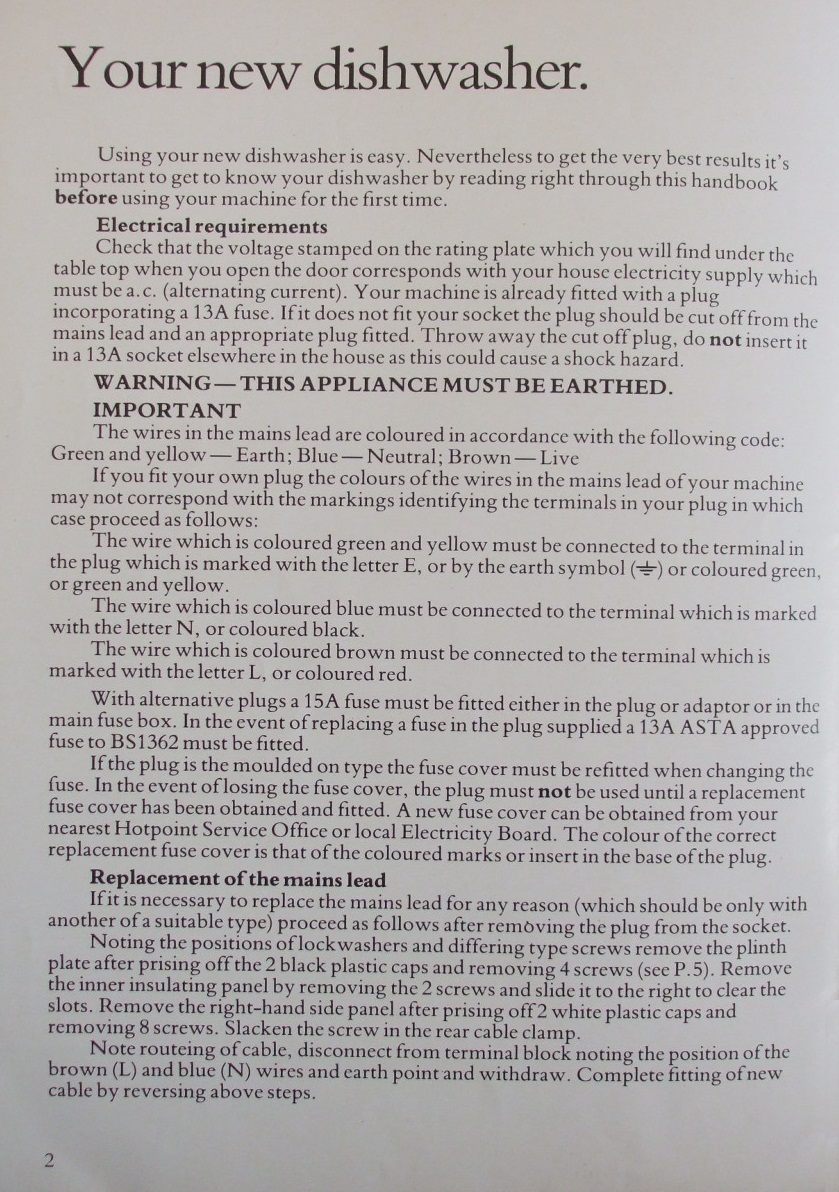 Your new dishwasher.
Using your new dishwasher is easy. Nevertheless to get the very best results it's
important to get to know your dishwasher by reading right through this handbook
before using your machine for the first time.
Electrical requirements
Check that the voltage stamped on the rating plate which you will find under the
table top when you open the door corresponds with your house electricity supply which
must be a.c. (alternating current). Your machine is already fitted with a plug
incorporating a 13A fuse. If it does not fit your socket the plug should be cut off from the
mains lead and an appropriate plug fitted. Throw away the cut off plug, do not insert it
in a 13A socket elsewhere in the house as this could cause a shock hazard.
WARNING — THIS APPLIANCE MUST BE EARTHED.
IMPORTANT
The wires in the mains lead are coloured in accordance with the following code:
Green and yellow — Earth; Blue — Neutral; Brown — Live
If you fit your own plug the colours of the wires in the mains lead of your machine
may not correspond with the markings identifying the terminals in your plug in which
case proceed as follows:
The wire which is coloured green and yellow must be connected to the terminal in
the plug which is marked with the letter E, or by the earth symbol (⏚) or coloured green,
or green and yellow.
The wire which is coloured blue must be connected to the terminal which is marked
with the letter N, or coloured black.
The wire which is coloured brown must be connected to the terminal which is
marked with the letter L, or coloured red.
With alternative plugs a 15A fuse must be fitted either in the plug or adaptor or in the
main fuse box. In the event of replacing a fuse in the plug supplied a 13A ASTA approved
fuse to BS1362 must be fitted.
If the plug is the moulded on type the fuse cover must be refitted when changing the
fuse. In the event of losing the fuse cover, the plug must not be used until a replacement
fuse cover has been obtained and fitted. A new fuse cover can be obtained from your
nearest Hotpoint Service Office or local Electricity Board. The colour of the correct
replacement fuse cover is that of the coloured marks or insert in the base of the plug.
Replacement of the mains lead
If it is necessary to replace the mains lead for any reason (which should be only with
another of a suitable type) proceed as follows after removing the plug from the socket.
Noting the positions of lockwashers and differing type screws remove the plinth
plate after prising off the 2 black plastic caps and removing 4 screws (see P.5). Remove
the inner insulating panel by removing the 2 screws and slide it to the right to clear the
slots. Remove the right-hand side panel after prising off 2 white plastic caps and
removing 8 screws. Slacken the screw in the rear cable clamp.
Note routeing of cable, disconnect from terminal block noting the position of the
brown (L) and blue (N) wires and earth point and withdraw. Complete fitting of new
cable by reversing above steps.
2